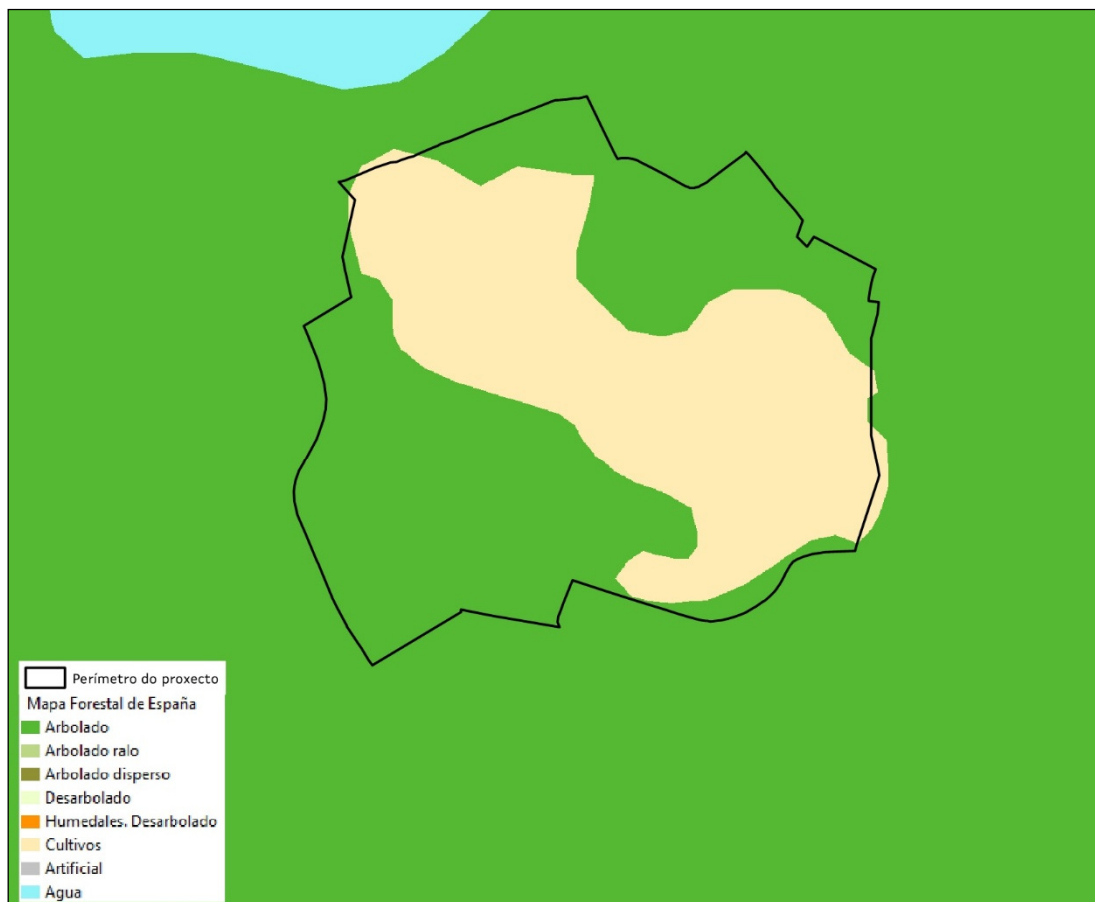 Perímetro do proxecto
Mapa Forestal de España
Arbolado
Arbolado ralo
Arbolado disperso
Desarbolado
Humedales. Desarbolado
Cultivos
Artificial
Agua